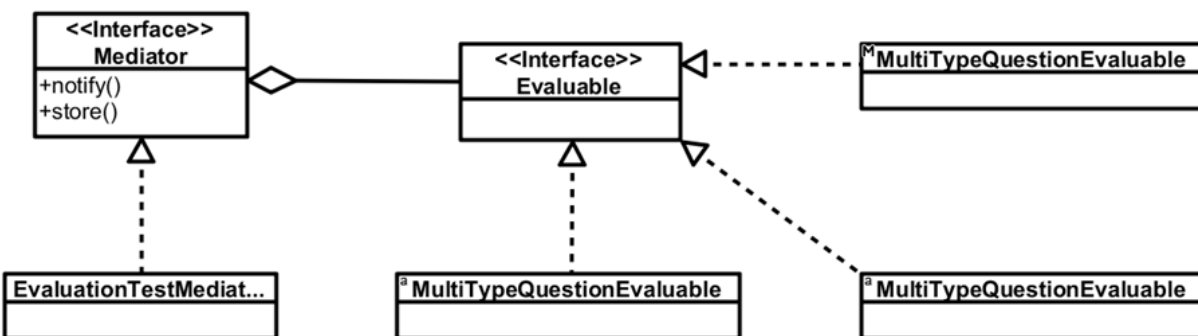 <<Interface>>
Mediator
+notify()
+store()
<<Interface>>
Evaluable
M MultiTypeQuestionEvaluable
EvaluationTestMediat...
a MultiTypeQuestionEvaluable
a MultiTypeQuestionEvaluable